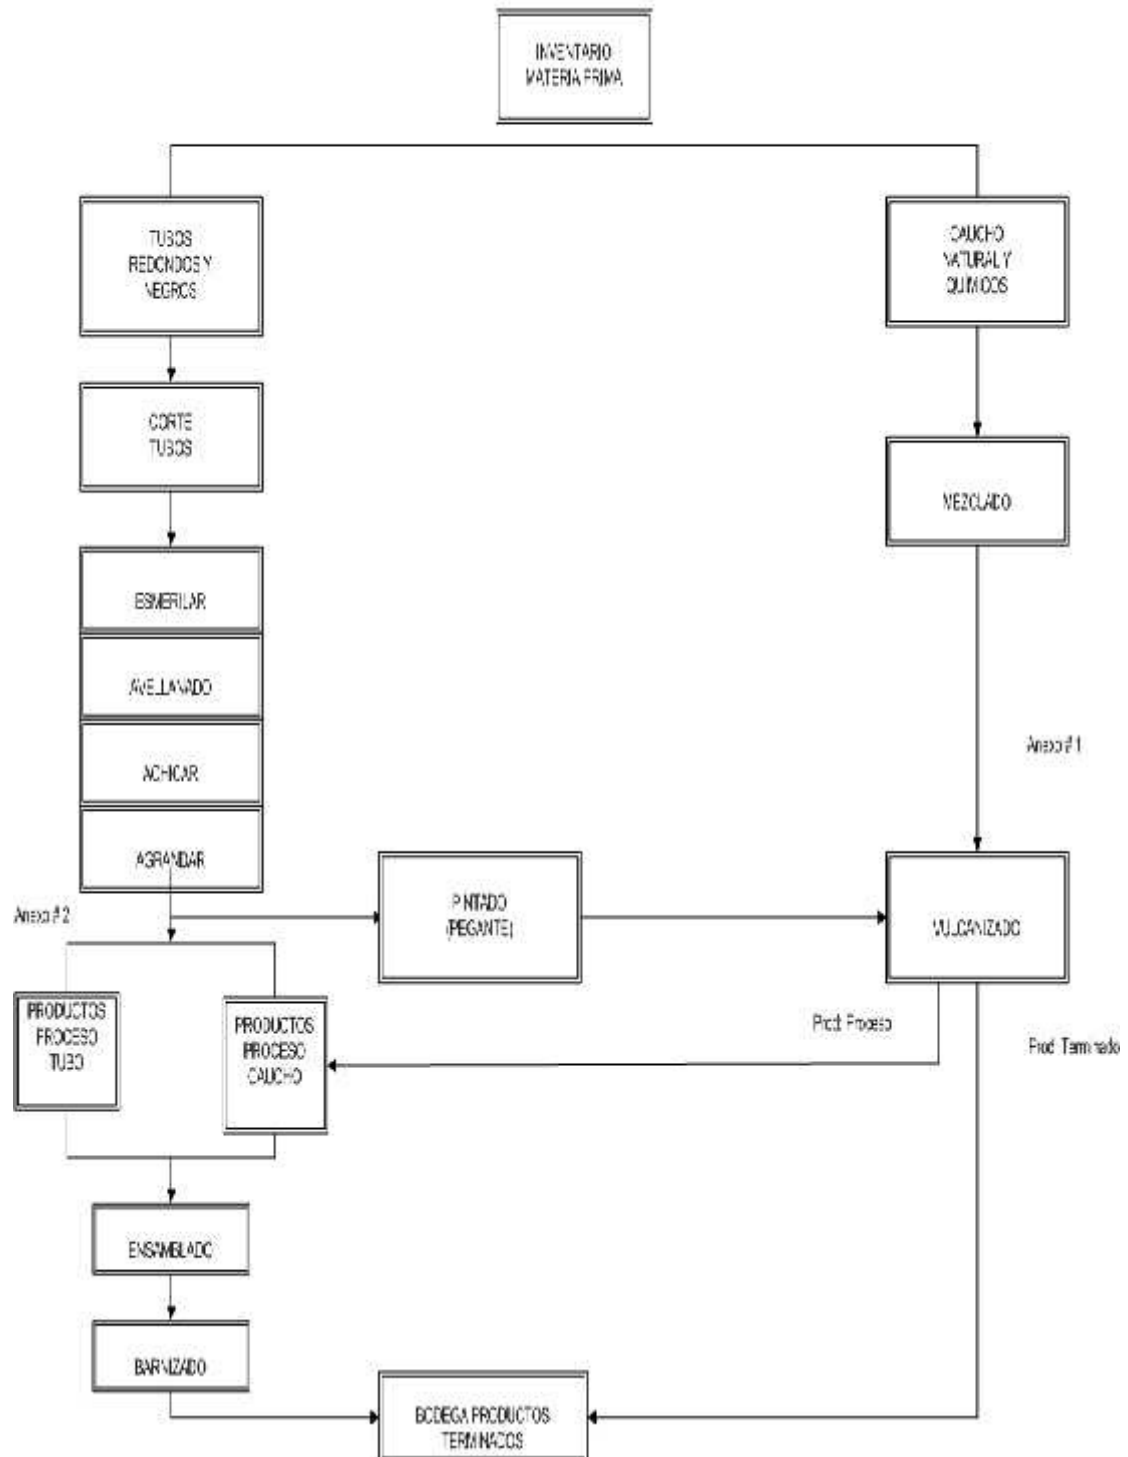 INVENTARIO
MATERIA PRIMA
TUBOS
REDONDOS Y
NEGROS
CAUCHO
NATURAL Y
QUÍMICOS
CORTE
TUBOS
MEZCLADO
ESMERILAR
AVELLANADO
ACHICAR
Anexo # 1
AGRANDAR
Anexo # 2
PINTADO
(PEGANTE)
VULCANIZADO
PRODUCTOS
PROCESO
TUBO
PRODUCTOS
PROCESO
CAUCHO
Prod. Proceso
Prod. Terminado
ENSAMBLADO
BARNIZADO
BODEGA PRODUCTOS
TERMINADOS